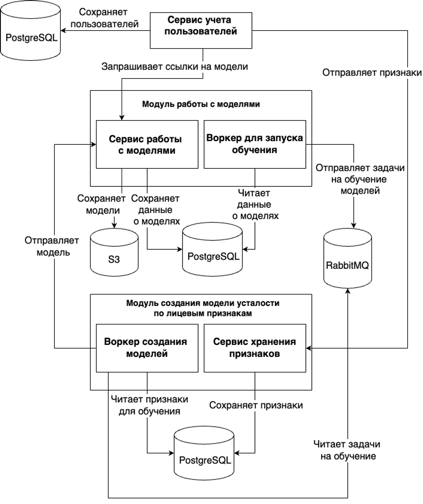 Сохраняет
пользователей
Сервис учета
пользователей
PostgreSQL
Запрашивает ссылки на модели
Отправляет признаки
Модуль работы с моделями
Сервис работы
с моделями
Воркер для запуска
обучения
Отправляет задачи
на обучение
моделей
Сохраняет
модели
Сохраняет
данные
о моделях
Читает
данные
о моделях
Отправляет
модель
S3
PostgreSQL
RabbitMQ
Модуль создания модели усталости
по лицевым признакам
Воркер создания
моделей
Сервис хранения
признаков
Читает признаки
для обучения
Сохраняет признаки
Читает задачи
на обучение
PostgreSQL